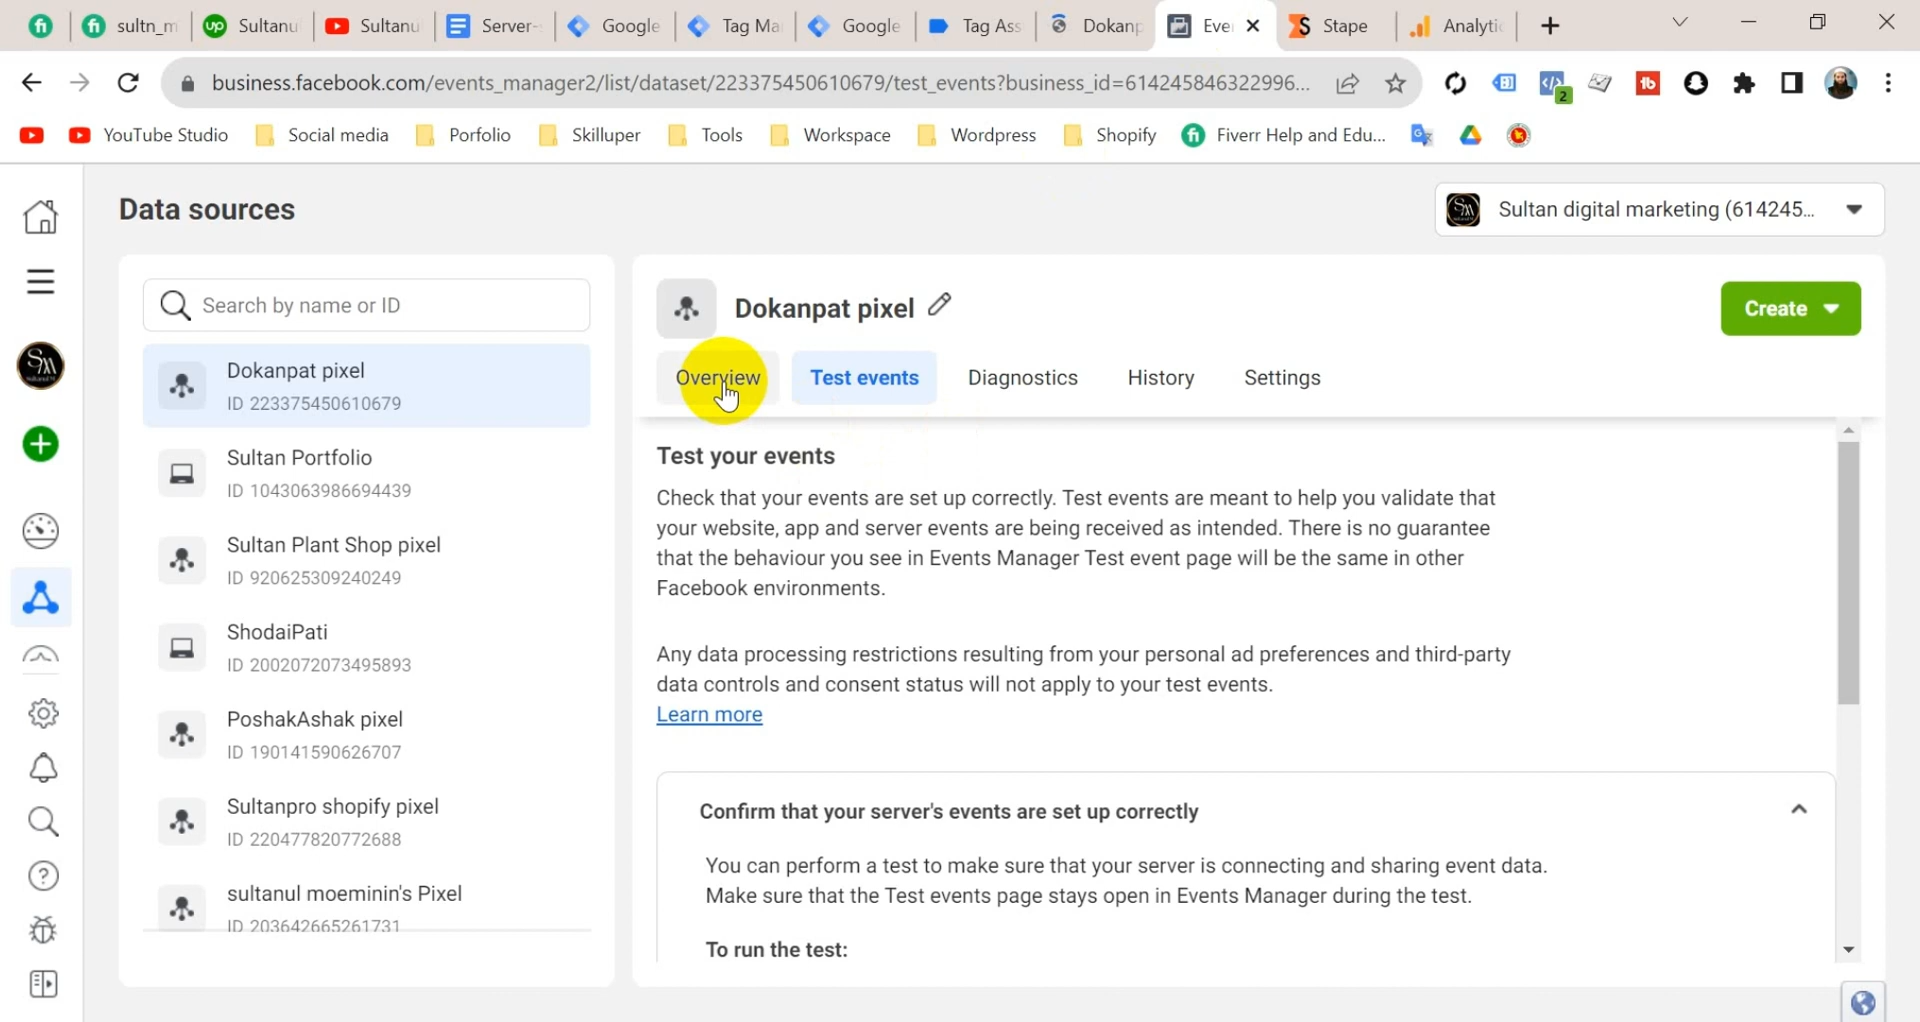 sultn_m
Sultanu
Sultanu
Server-
Google
Tag Ma
Google
Tag Ass
Dokanp
Eve
Stape
Analytic
business.facebook.com/events_manager2/list/dataset/223375450610679/test_events?business_id=614245846322996...
YouTube Studio
Social media
Porfolio
Skilluper
Tools
Workspace
Wordpress
Shopify
Fiverr Help and Edu...
Data sources
Sultan digital marketing (614245...
Search by name or ID
Dokanpat pixel
ID 223375450610679
Sultan Portfolio
ID 1043063986694439
Sultan Plant Shop pixel
ID 920625309240249
ShodaiPati
ID 2002072073495893
PoshakAshak pixel
ID 190141590626707
Sultanpro shopify pixel
ID 220477820772688
sultanul moeminin's Pixel
ID 203642665261731
Dokanpat pixel
Create
Overview
Test events
Diagnostics
History
Settings
Test your events
Check that your events are set up correctly. Test events are meant to help you validate that
your website, app and server events are being received as intended. There is no guarantee
that the behaviour you see in Events Manager Test event page will be the same in other
Facebook environments.
Any data processing restrictions resulting from your personal ad preferences and third-party
data controls and consent status will not apply to your test events.
Learn more
Confirm that your server's events are set up correctly
You can perform a test to make sure that your server is connecting and sharing event data.
Make sure that the Test events page stays open in Events Manager during the test.
To run the test: